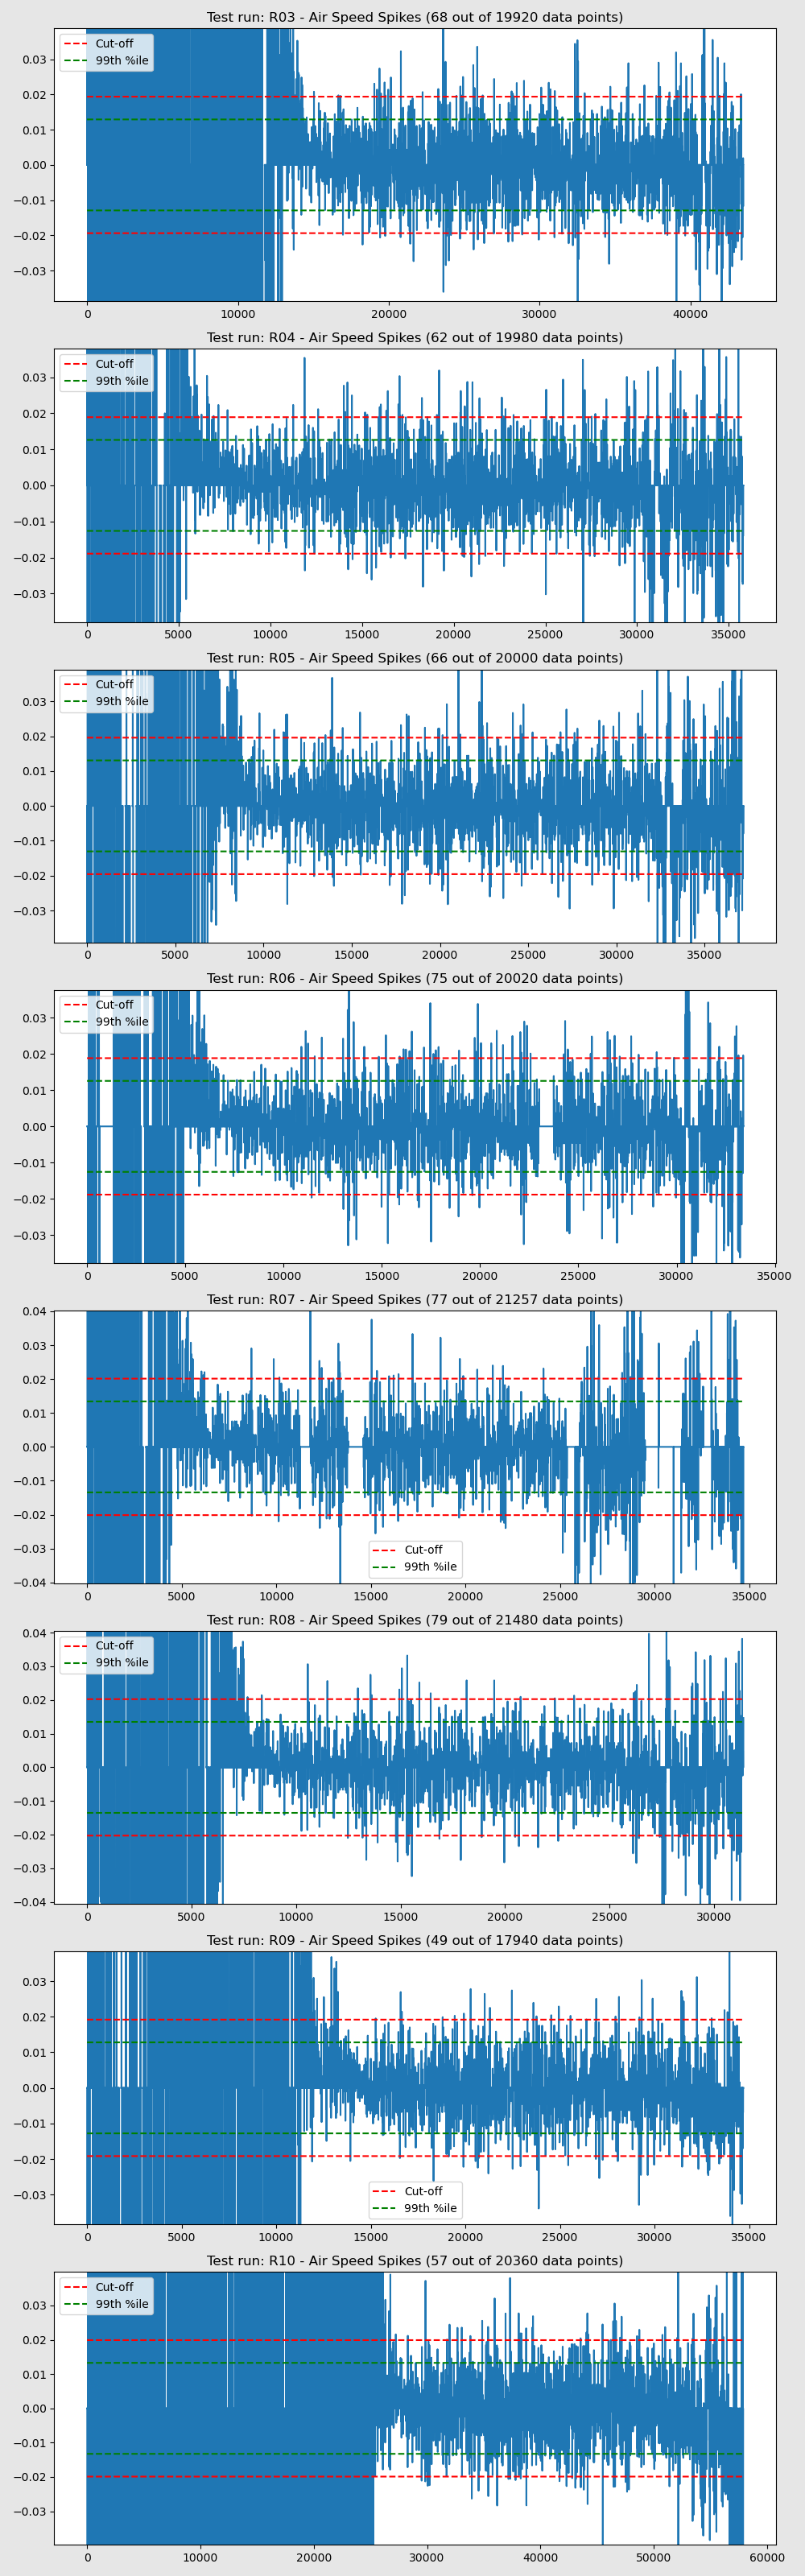 Test run: R03 - Air Speed Spikes (68 out of 19920 data points)
Cut-off
99th %ile
0.03
0.02
0.01
0.00
−0.01
−0.02
−0.03
0 10000 20000 30000 40000
Test run: R04 - Air Speed Spikes (62 out of 19980 data points)
Cut-off
99th %ile
0.03
0.02
0.01
0.00
−0.01
−0.02
−0.03
0 5000 10000 15000 20000 25000 30000 35000
Test run: R05 - Air Speed Spikes (66 out of 20000 data points)
Cut-off
99th %ile
0.03
0.02
0.01
0.00
−0.01
−0.02
−0.03
0 5000 10000 15000 20000 25000 30000 35000
Test run: R06 - Air Speed Spikes (75 out of 20020 data points)
Cut-off
99th %ile
0.03
0.02
0.01
0.00
−0.01
−0.02
−0.03
0 5000 10000 15000 20000 25000 30000 35000
Test run: R07 - Air Speed Spikes (77 out of 21257 data points)
0.04
0.03
0.02
0.01
0.00
−0.01
−0.02
−0.03
−0.04
Cut-off
99th %ile
0 5000 10000 15000 20000 25000 30000 35000
Test run: R08 - Air Speed Spikes (79 out of 21480 data points)
0.04
Cut-off
99th %ile
0.03
0.02
0.01
0.00
−0.01
−0.02
−0.03
−0.04
0 5000 10000 15000 20000 25000 30000
Test run: R09 - Air Speed Spikes (49 out of 17940 data points)
0.03
0.02
0.01
0.00
−0.01
−0.02
−0.03
Cut-off
99th %ile
0 5000 10000 15000 20000 25000 30000 35000
Test run: R10 - Air Speed Spikes (57 out of 20360 data points)
Cut-off
99th %ile
0.03
0.02
0.01
0.00
−0.01
−0.02
−0.03
0 10000 20000 30000 40000 50000 60000